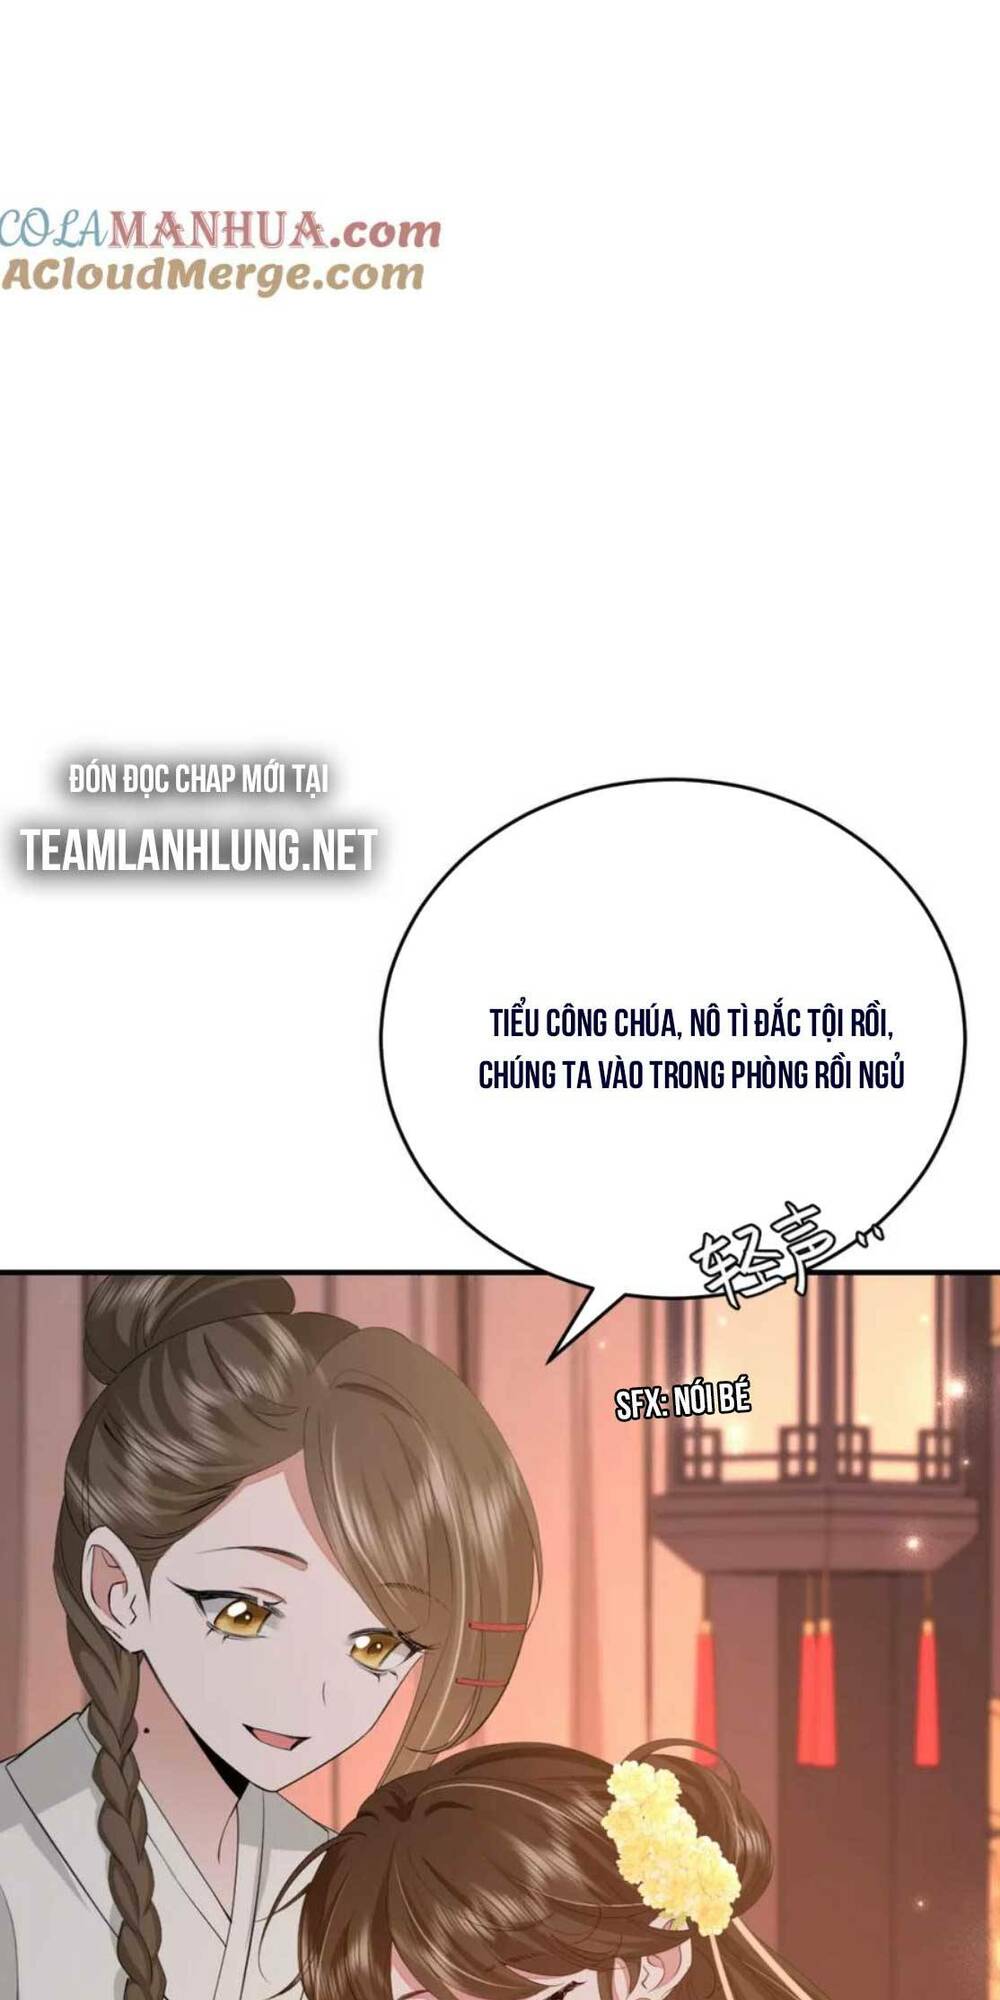 COLAMANHUA.com
ACloudMerge.com
ĐÓN ĐỌC CHAP MỚI TẠI
TEAMLANHLUNG.NET
TIỂU CÔNG CHÚA, NÔ TÌ ĐẮC TỘI RỒI,
CHÚNG TA VÀO TRONG PHÒNG RỒI NGỦ
轻声..
SFX: NÓI BÉ